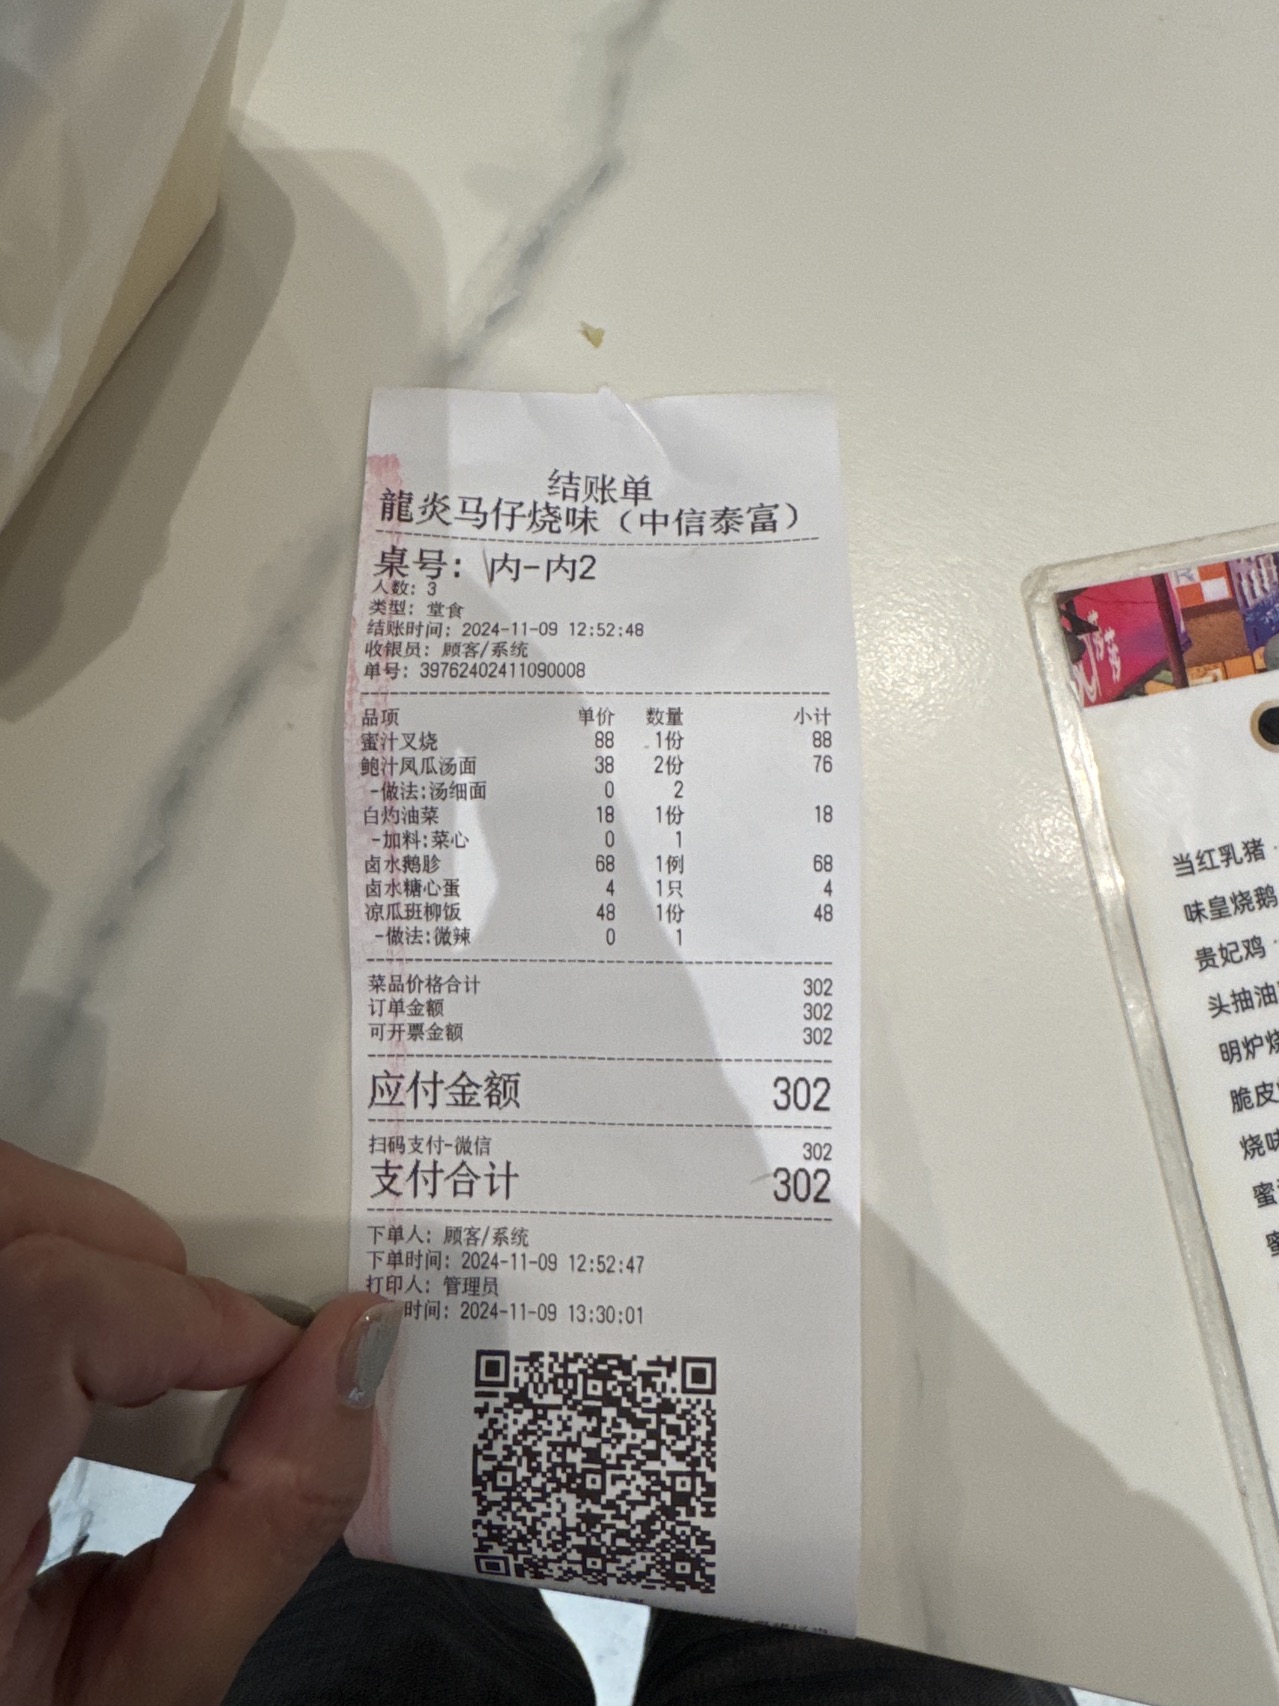 结账单
龍炎马仔烧味（中信泰富）
桌号：内-内2
人数：3
类型：堂食
结账时间：2024-11-09 12:52:48
收银员：顾客/系统
单号：39762402411090008
品项 单价 数量 小计
蜜汁叉烧 88 1份 88
鲍汁凤瓜汤面 38 2份 76
-做法:汤细面 0 2
白灼油菜 18 1份 18
-加料:菜心 0 1
卤水鹅胗 68 1例 68
卤水糖心蛋 4 1只 4
凉瓜班柳饭 48 1份 48
-做法:微辣 0 1
菜品价格合计 302
订单金额 302
可开票金额 302
应付金额 302
扫码支付-微信 302
支付合计 302
下单人：顾客/系统
下单时间：2024-11-09 12:52:47
打印人：管理员
时间：2024-11-09 13:30:01
当红乳猪
味皇烧鹅
贵妃鸡
头抽油
明炉烧
脆皮
烧味
蜜